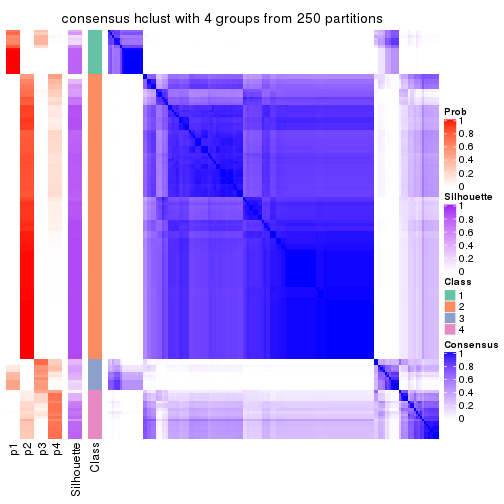 consensus hclust with 4 groups from 250 partitions
Prob
1
0.8
0.6
0.4
0.2
0
Silhouette
1
0.8
0.6
0.4
0.2
0
Class
1
2
3
4
Consensus
1
0.8
0.6
0.4
0.2
0
p1
p2
p3
p4
Silhouette
Class